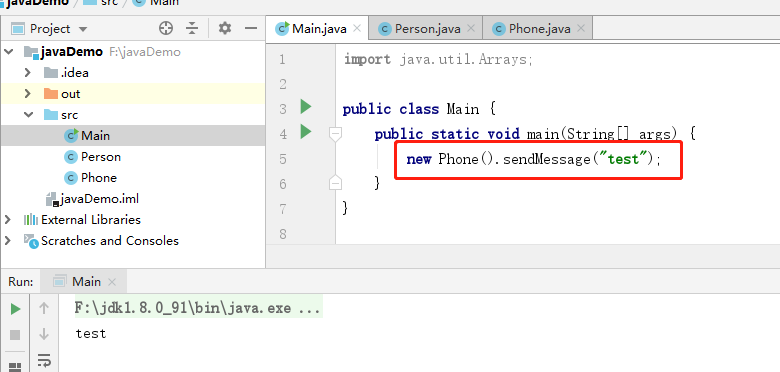 javaDemo
src
Main
Project
javaDemo F:\javaDemo
.idea
out
src
Main
Person
Phone
javaDemo.iml
External Libraries
Scratches and Consoles
Main.java
Person.java
Phone.java
1 import java.util.Arrays;
2
3 public class Main {
4 public static void main(String[] args) {
5 new Phone().sendMessage("test");
6 }
7 }
8
Run: Main
F:\jdk1.8.0_91\bin\java.exe ...
test